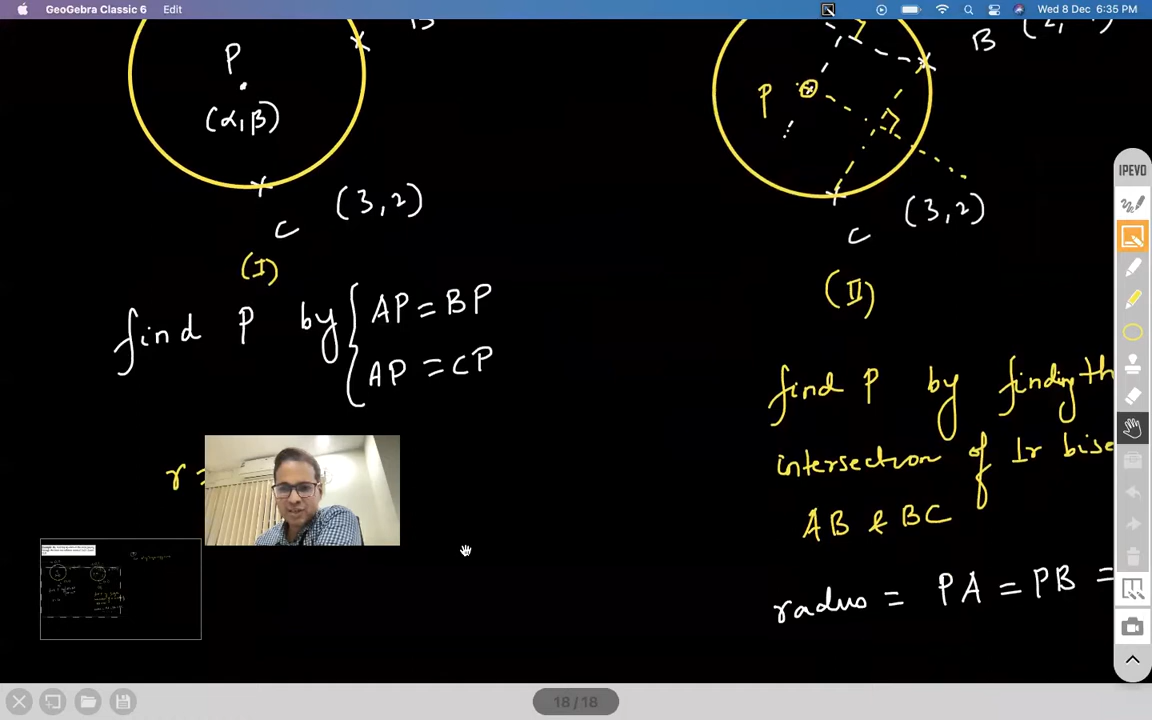 GeoGebra Classic 6 Edit Wed 8 Dec 6:35 PM
P
(α, β)
C (3,2)
(I)
find P by { AP = BP
AP = CP
r =
B
P
C (3,2)
(II)
find P by finding th
intersection of ⊥r bise
AB & BC
radus = PA = PB =
IPEVO
18 / 18